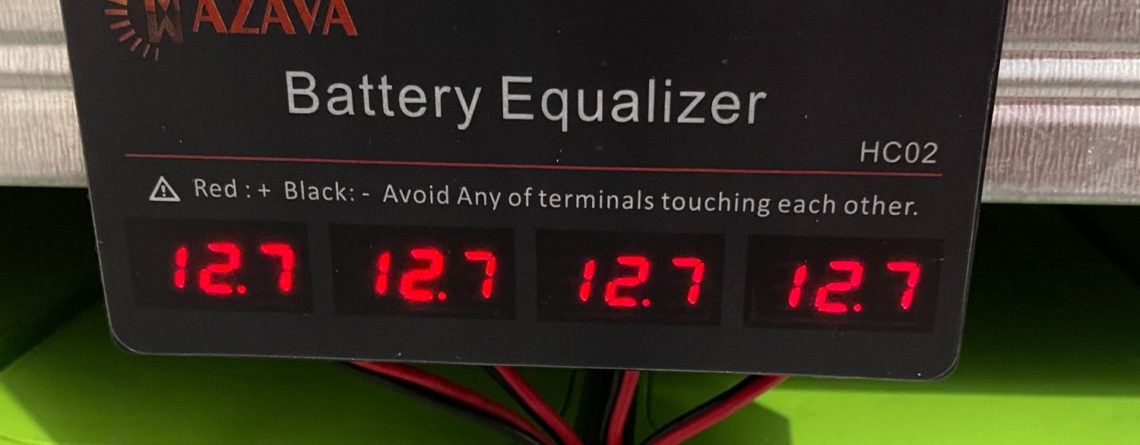 MAZAVA
Battery Equalizer
HC02
Red : + Black: - Avoid Any of terminals touching each other.
12.7 12.7 12.7 12.7